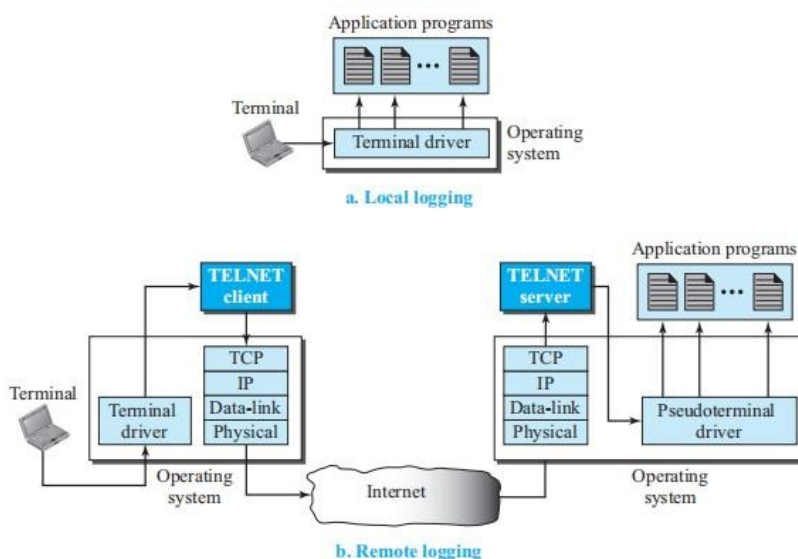 Application programs
Terminal
Terminal driver
Operating
system
a. Local logging
Application programs
TELNET
client
TELNET
server
Terminal
Terminal
driver
TCP
IP
Data-link
Physical
TCP
IP
Data-link
Physical
Pseudoterminal
driver
Operating
system
Internet
Operating
system
b. Remote logging